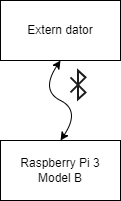 Extern dator
Raspberry Pi 3
Model B